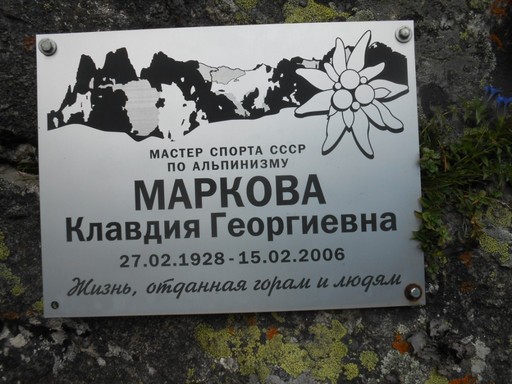 МАСТЕР СПОРТА СССР
ПО АЛЬПИНИЗМУ
МАРКОВА
Клавдия Георгиевна
27.02.1928 - 15.02.2006
Жизнь, отданная горам и людям